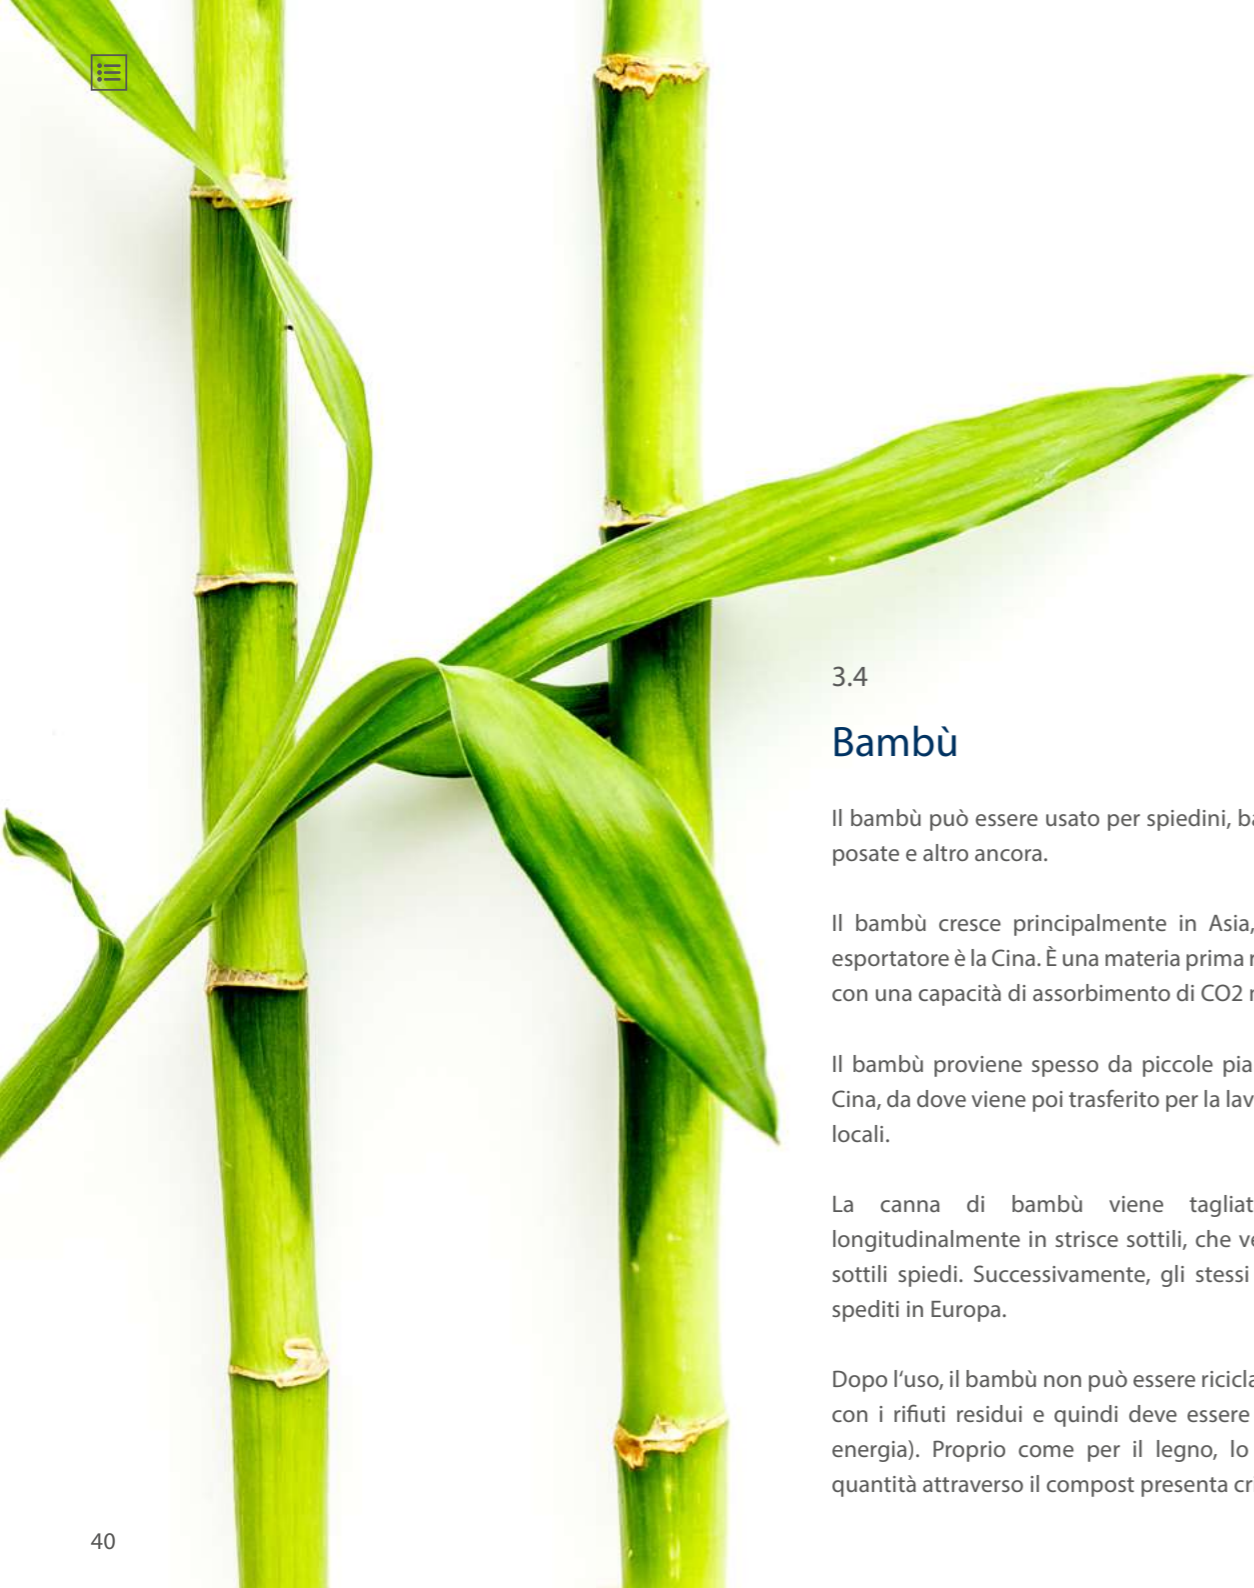 3.4
Bambù
Il bambù può essere usato per spiedini,
posate e altro ancora.
Il bambù cresce principalmente in Asia,
esportatore è la Cina. È una materia prima
con una capacità di assorbimento di CO2
Il bambù proviene spesso da piccole
Cina, da dove viene poi trasferito per la
locali.
La canna di bambù viene
longitudinalmente in strisce sottili, che
sottili spiedi. Successivamente, gli stessi
spediti in Europa.
Dopo l‘uso, il bambù non può essere
con i rifiuti residui e quindi deve essere
energia). Proprio come per il legno, lo
quantità attraverso il compost presenta
40